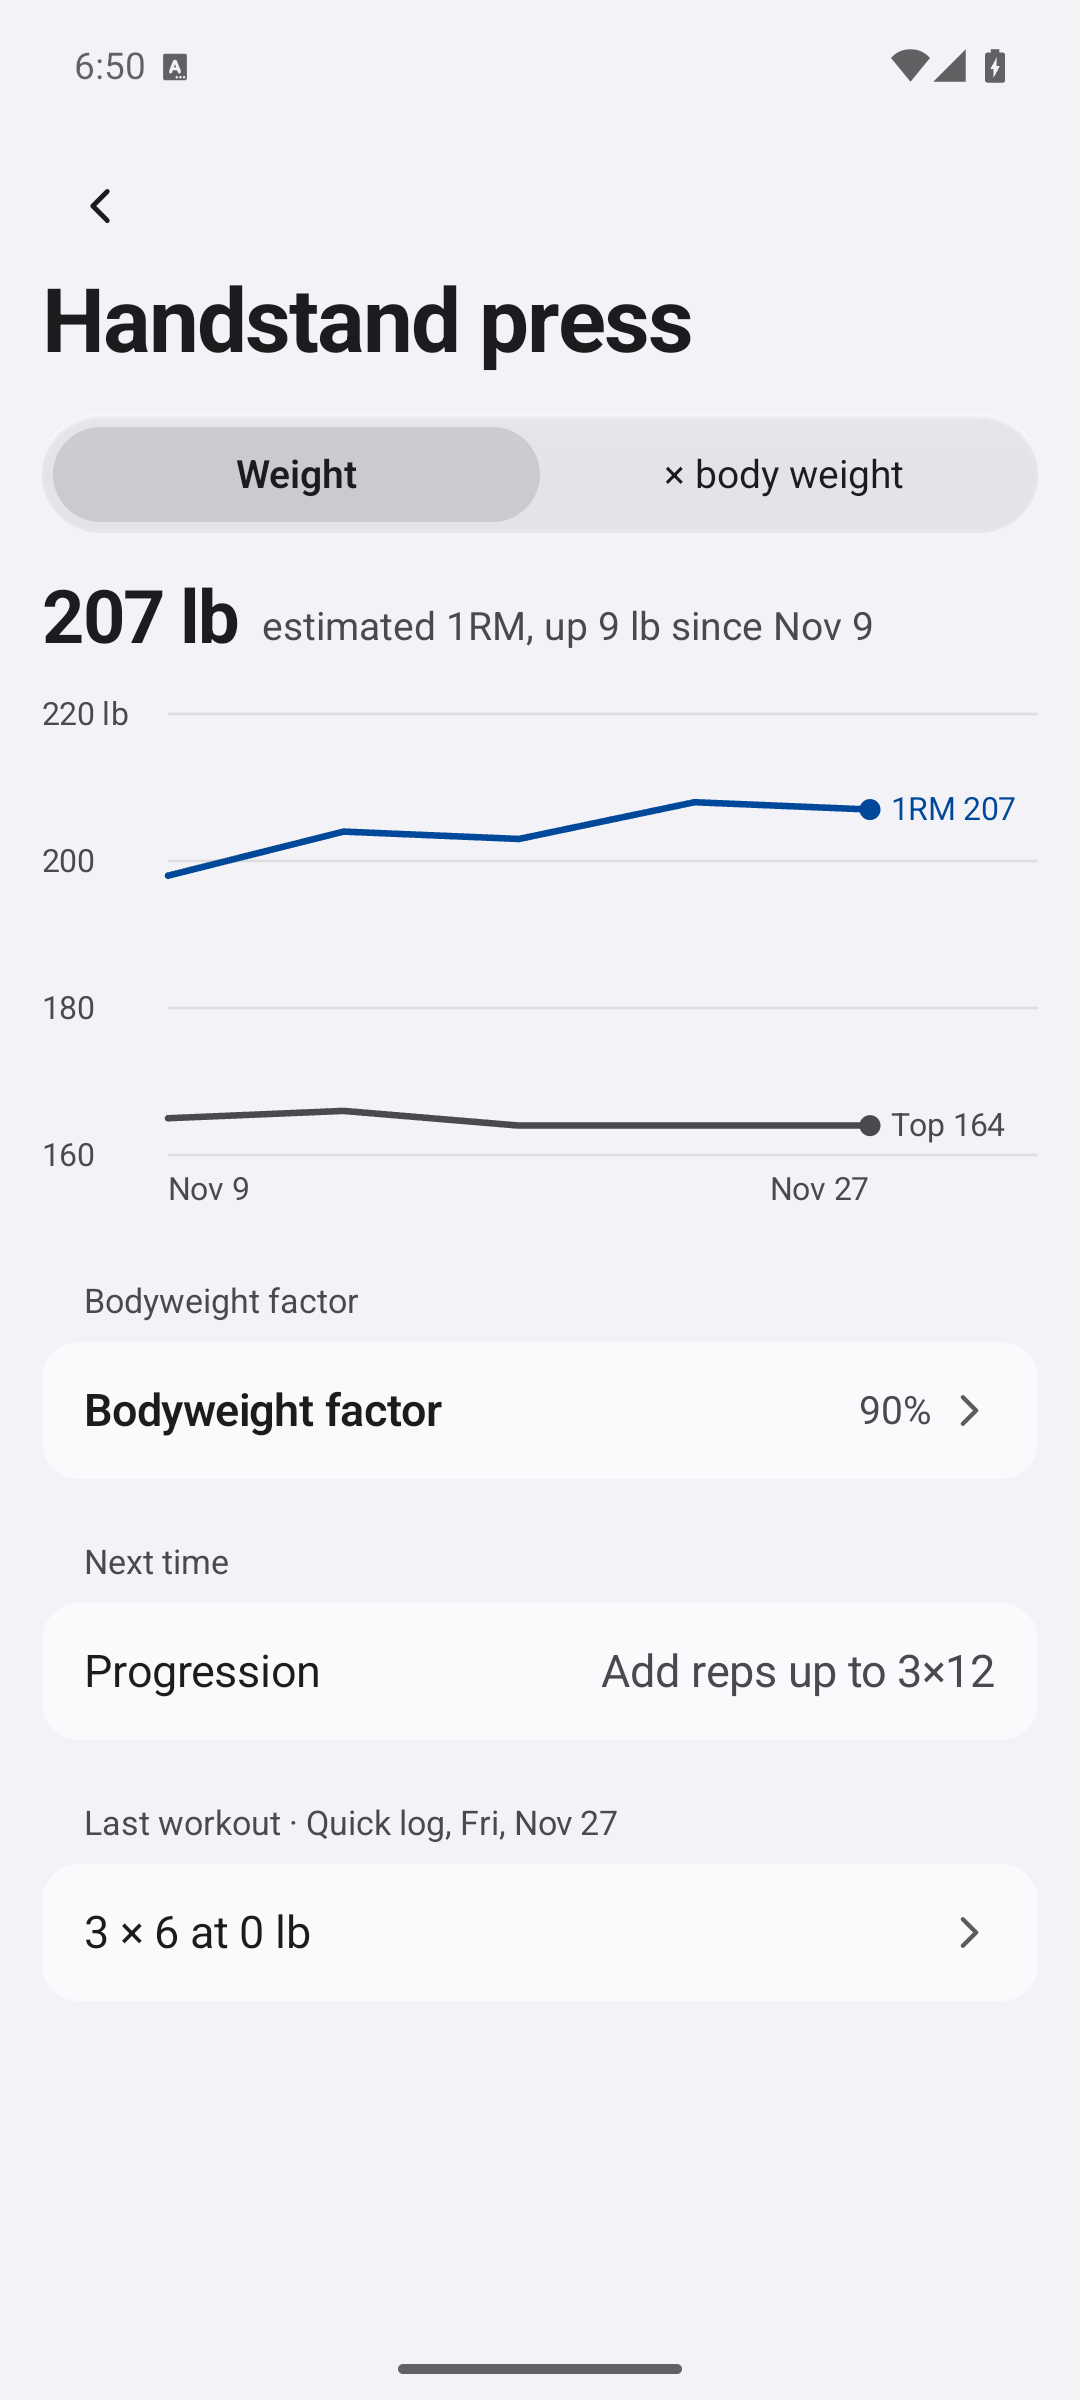 6:50
Handstand press
Weight
× body weight
207 lb estimated 1RM, up 9 lb since Nov 9
220 lb
1RM 207
200
180
Top 164
160
Nov 9
Nov 27
Bodyweight factor
Bodyweight factor
90%
Next time
Progression
Add reps up to 3×12
Last workout · Quick log, Fri, Nov 27
3 × 6 at 0 lb